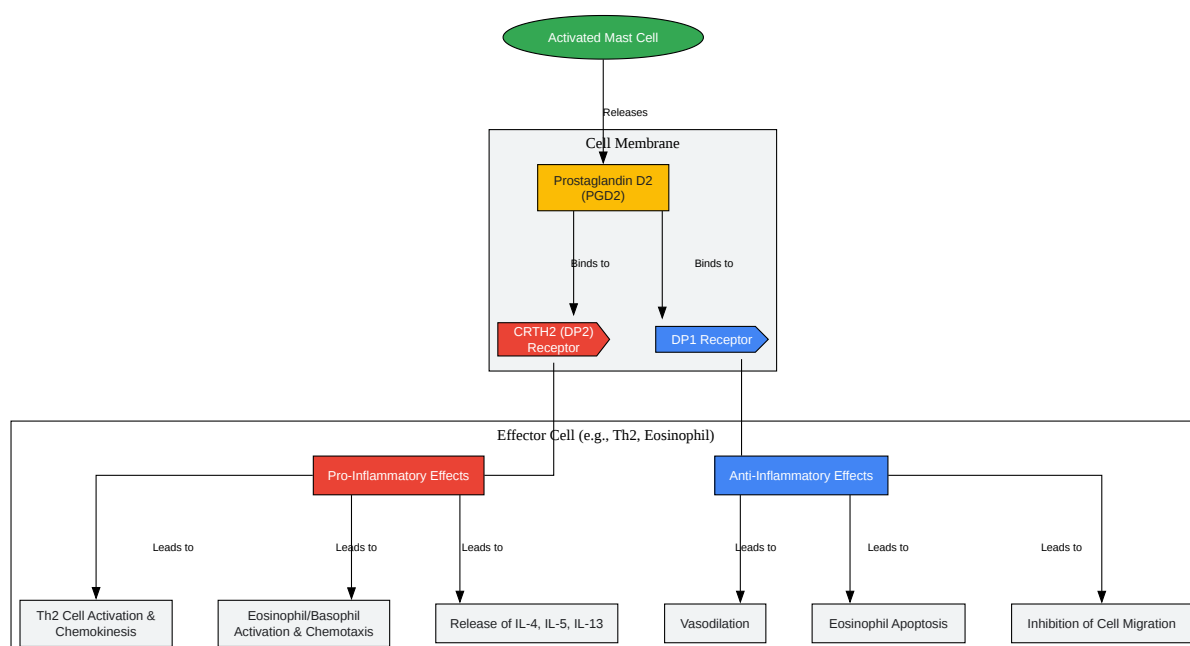 Activated Mast Cell
Releases
Cell Membrane
Prostaglandin D2
(PGD2)
Binds to
Binds to
CRTH2 (DP2)
Receptor
DP1 Receptor
Effector Cell (e.g., Th2, Eosinophil)
Pro-Inflammatory Effects
Anti-Inflammatory Effects
Leads to
Leads to
Leads to
Leads to
Leads to
Leads to
Th2 Cell Activation &
Chemokinesis
Eosinophil/Basophil
Activation & Chemotaxis
Release of IL-4, IL-5, IL-13
Vasodilation
Eosinophil Apoptosis
Inhibition of Cell Migration